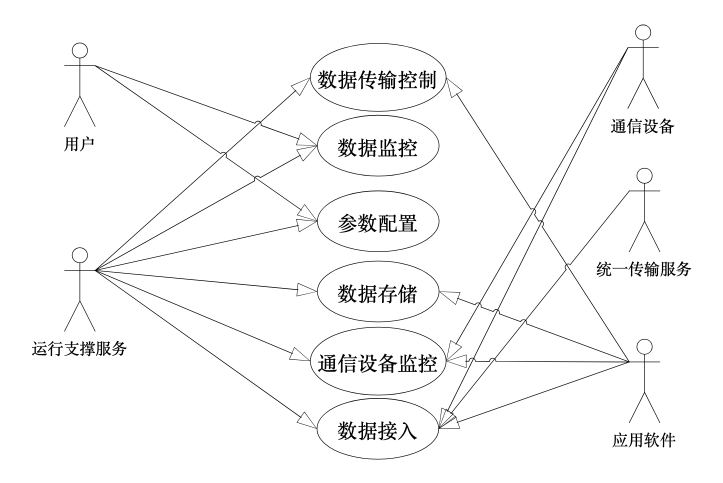 数据传输控制
通信设备
用户
数据监控
参数配置
统一传输服务
数据存储
运行支撑服务
通信设备监控
数据接入
应用软件